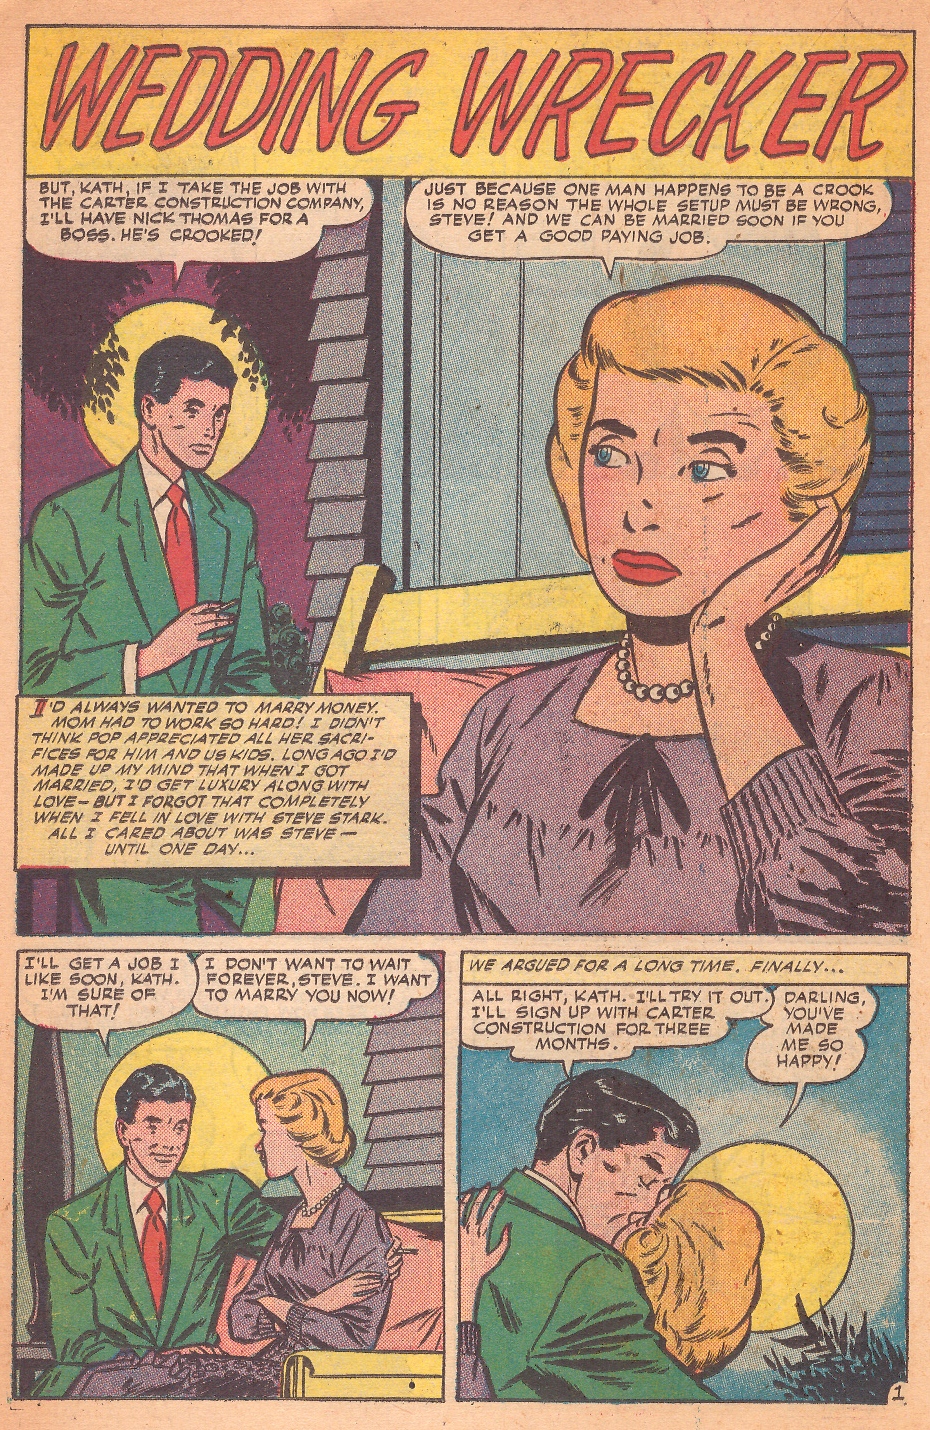 WEDDING WRECKER
BUT, KATH, IF I TAKE THE JOB WITH
THE CARTER CONSTRUCTION COMPANY,
I'LL HAVE NICK THOMAS FOR A
BOSS. HE'S CROOKED!
JUST BECAUSE ONE MAN HAPPENS TO BE A CROOK
IS NO REASON THE WHOLE SETUP MUST BE WRONG,
STEVE! AND WE CAN BE MARRIED SOON IF YOU
GET A GOOD PAYING JOB.
I'D ALWAYS WANTED TO MARRY MONEY.
MOM HAD TO WORK SO HARD! I DIDN'T
THINK POP APPRECIATED ALL HER SACRI-
FICES FOR HIM AND US KIDS. LONG AGO I'D
MADE UP MY MIND THAT WHEN I GOT
MARRIED, I'D GET LUXURY ALONG WITH
LOVE — BUT I FORGOT THAT COMPLETELY
WHEN I FELL IN LOVE WITH STEVE STARK.
ALL I CARED ABOUT WAS STEVE —
UNTIL ONE DAY...
I'LL GET A JOB I
LIKE SOON, KATH.
I'M SURE OF
THAT!
I DON'T WANT TO WAIT
FOREVER, STEVE. I WANT
TO MARRY YOU NOW!
WE ARGUED FOR A LONG TIME. FINALLY...
ALL RIGHT, KATH. I'LL TRY IT OUT.
I'LL SIGN UP WITH CARTER
CONSTRUCTION FOR THREE
MONTHS.
DARLING,
YOU'VE
MADE
ME SO
HAPPY!
1